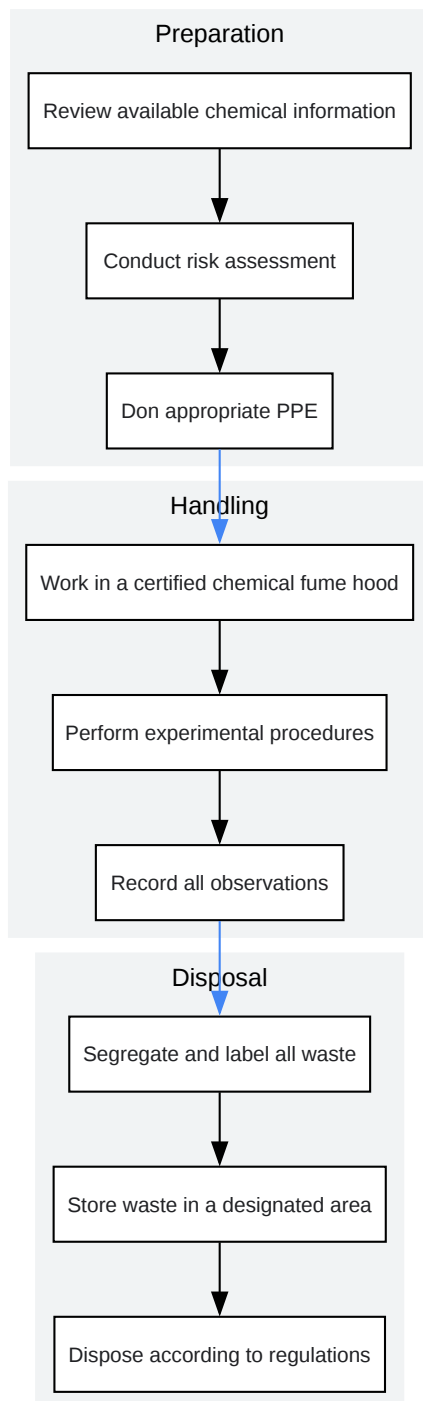 Preparation
Review available chemical information
Conduct risk assessment
Don appropriate PPE
Handling
Work in a certified chemical fume hood
Perform experimental procedures
Record all observations
Disposal
Segregate and label all waste
Store waste in a designated area
Dispose according to regulations